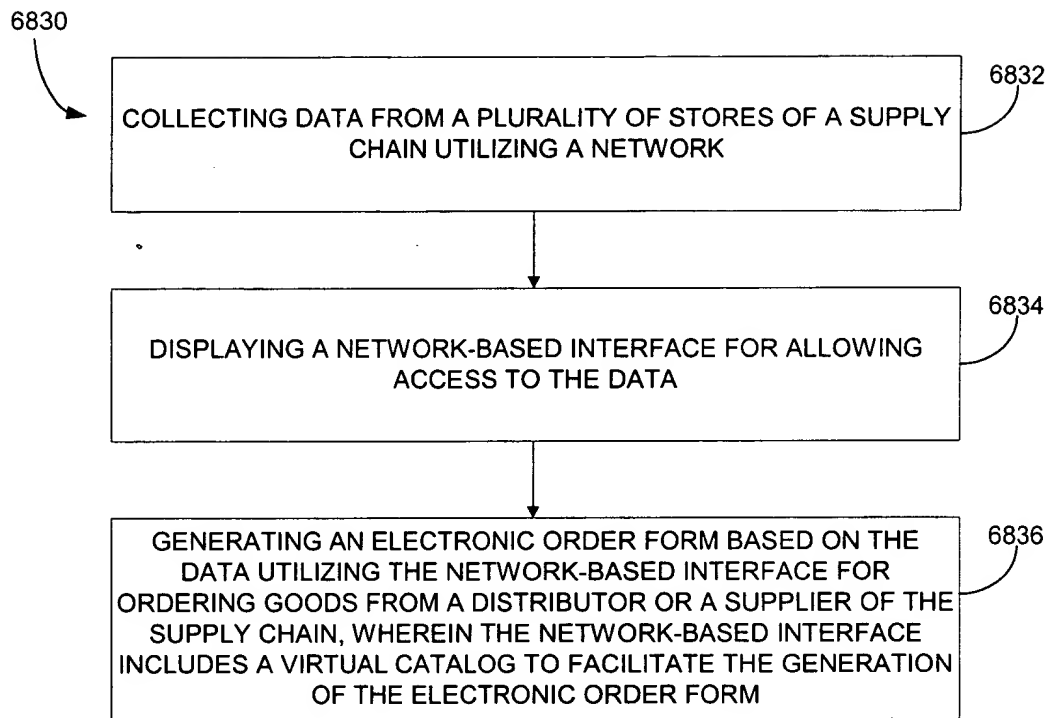 6830
6832
COLLECTING DATA FROM A PLURALITY OF STORES OF A SUPPLY
CHAIN UTILIZING A NETWORK
6834
DISPLAYING A NETWORK-BASED INTERFACE FOR ALLOWING
ACCESS TO THE DATA
6836
GENERATING AN ELECTRONIC ORDER FORM BASED ON THE
DATA UTILIZING THE NETWORK-BASED INTERFACE FOR
ORDERING GOODS FROM A DISTRIBUTOR OR A SUPPLIER OF THE
SUPPLY CHAIN, WHEREIN THE NETWORK-BASED INTERFACE
INCLUDES A VIRTUAL CATALOG TO FACILITATE THE GENERATION
OF THE ELECTRONIC ORDER FORM